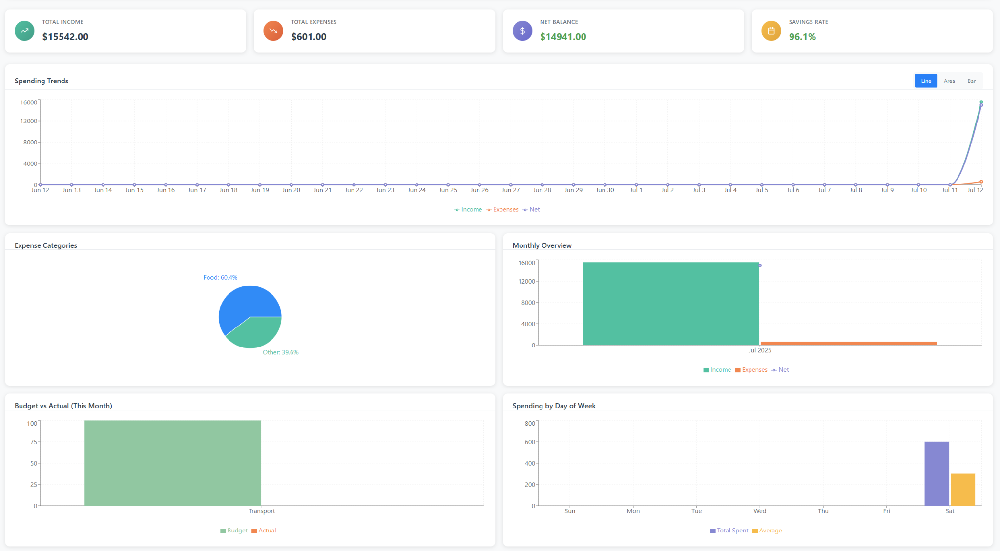 TOTAL INCOME
$15542.00
TOTAL EXPENSES
$601.00
NET BALANCE
$14941.00
SAVINGS RATE
96.1%
Spending Trends
Line Area Bar
16000
12000
8000
4000
0
Jun 12 Jun 13 Jun 14 Jun 15 Jun 16 Jun 17 Jun 18 Jun 19 Jun 20 Jun 21 Jun 22 Jun 23 Jun 24 Jun 25 Jun 26 Jun 27 Jun 28 Jun 29 Jun 30 Jul 1 Jul 2 Jul 3 Jul 4 Jul 5 Jul 6 Jul 7 Jul 8 Jul 9 Jul 10 Jul 11 Jul 12
Income Expenses Net
Expense Categories
Food: 60.4%
Other: 39.6%
Monthly Overview
16000
12000
8000
4000
0
Jul 2025
Income Expenses Net
Budget vs Actual (This Month)
100
75
50
25
0
Transport
Budget Actual
Spending by Day of Week
800
600
400
200
0
Sun Mon Tue Wed Thu Fri Sat
Total Spent Average